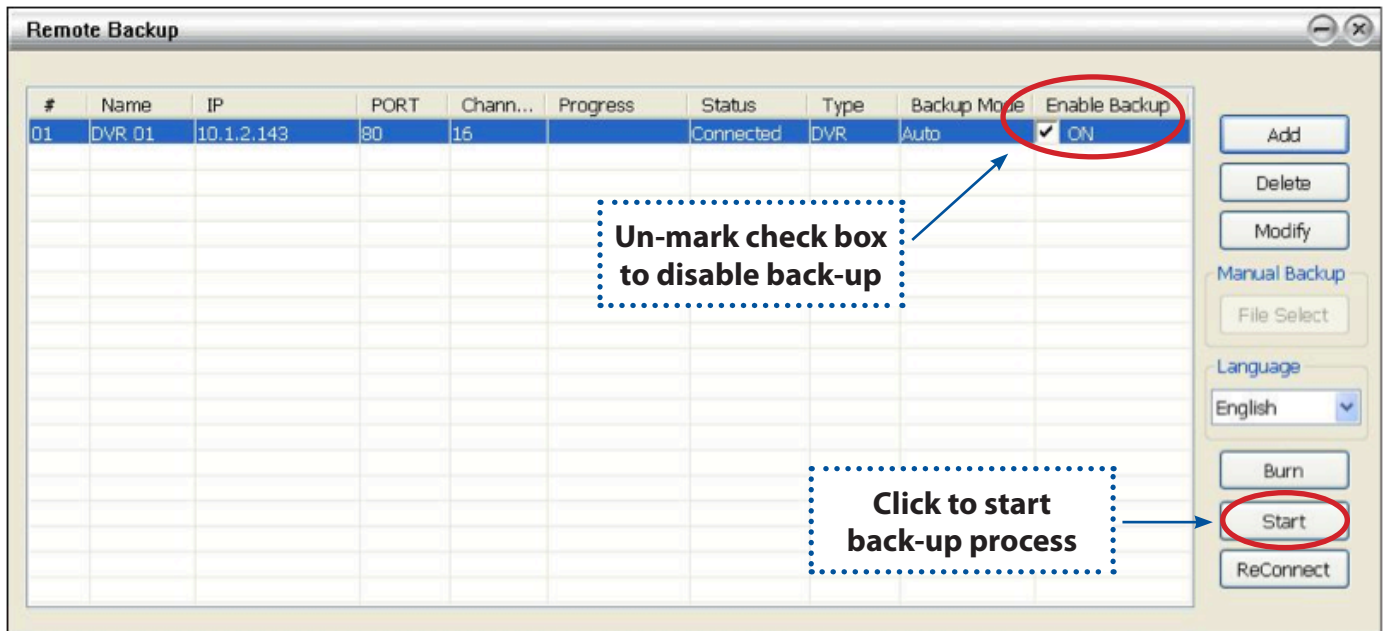 Remote Backup
# Name IP PORT Chann... Progress Status Type Backup Mode Enable Backup
01 DVR 01 10.1.2.143 80 16 Connected DVR Auto ON
Add
Delete
Modify
Un-mark check box
to disable back-up
Manual Backup
File Select
Language
English
Burn
Click to start
back-up process
Start
ReConnect